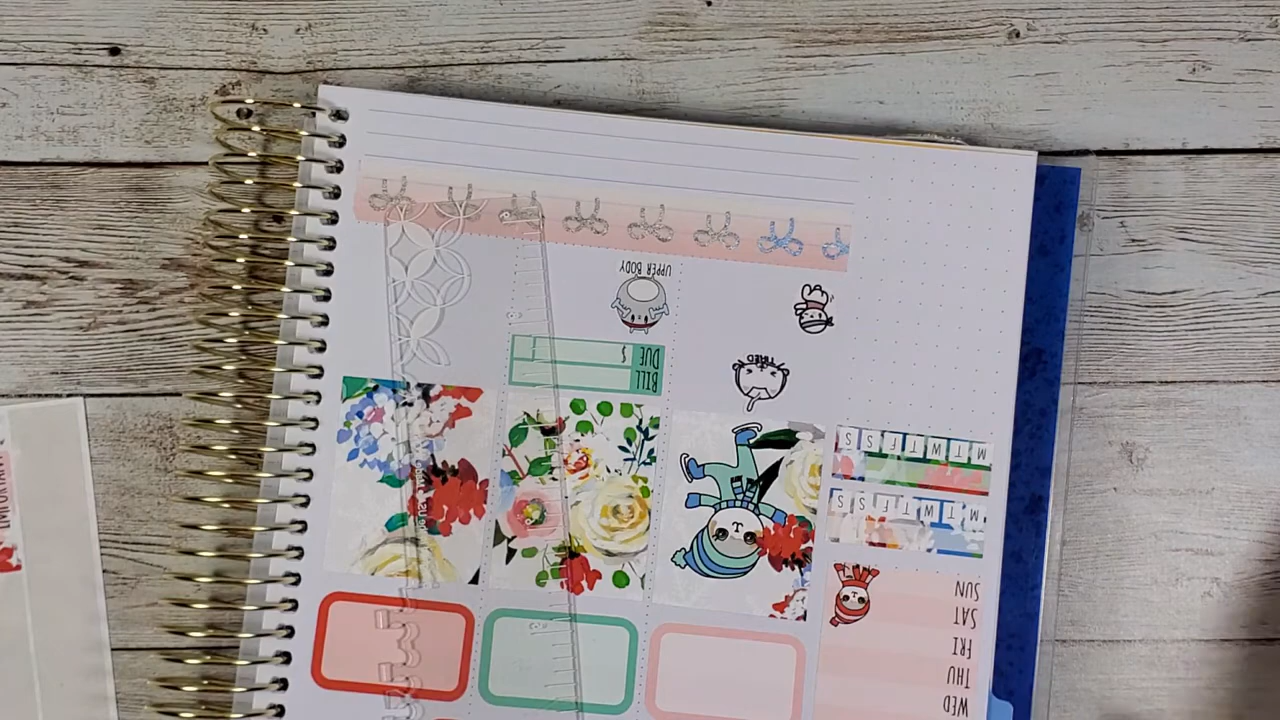 UPPER BODY
BILL
DUE
$
TIRED
M T W T F S S
M T W T F S S
SUN
SAT
FRI
THU
WED